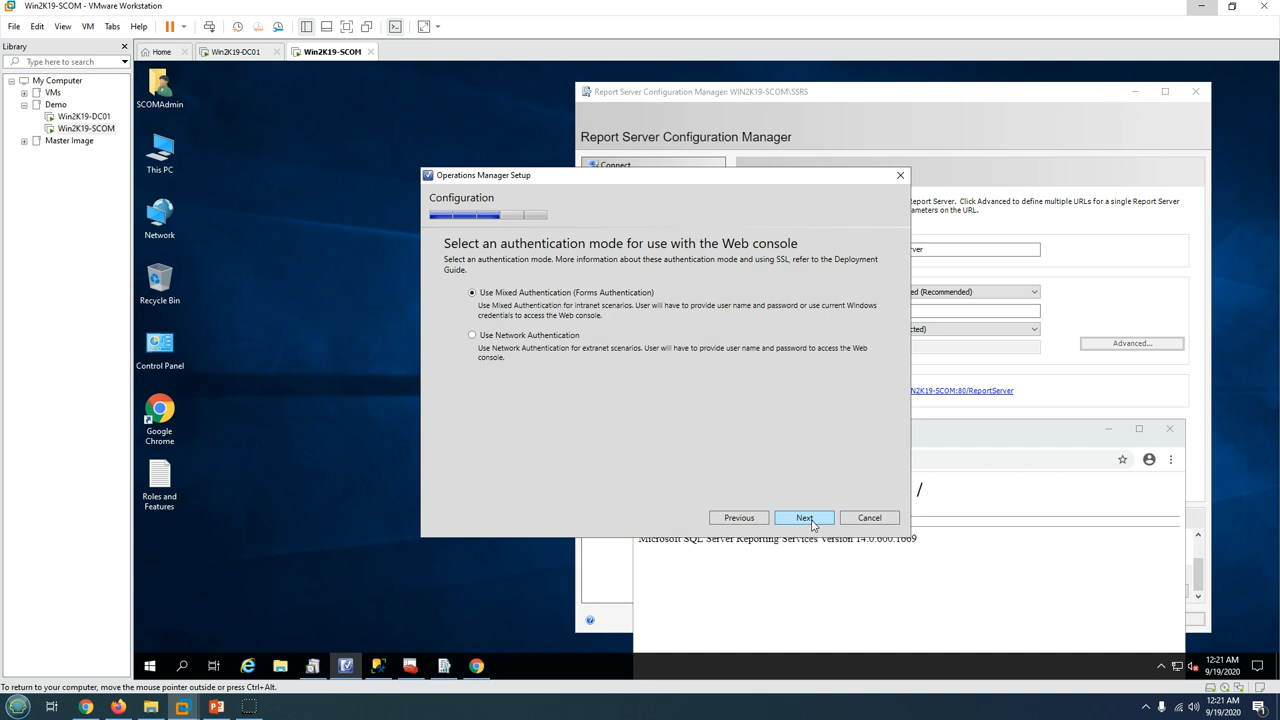 Win2K19-SCOM - VMware Workstation
File Edit View VM Tabs Help
Library
Type here to search
My Computer
VMs
Demo
Win2K19-DC01
Win2K19-SCOM
Master Image
Home
Win2K19-DC01
Win2K19-SCOM
SCOMAdmin
This PC
Network
Recycle Bin
Control Panel
Google
Chrome
Roles and
Features
Report Server Configuration Manager: WIN2K19-SCOM\SSRS
Report Server Configuration Manager
Connect
eport Server. Click Advanced to define multiple URLs for a single Report Server
arameters on the URL.
rver
ed (Recommended)
cted)
Advanced...
N2K19-SCOM:80/ReportServer
/
Microsoft SQL Server Reporting Services Version 14.0.600.1669
Operations Manager Setup
Configuration
Select an authentication mode for use with the Web console
Select an authentication mode. More information about these authentication mode and using SSL, refer to the Deployment
Guide.
Use Mixed Authentication (Forms Authentication)
Use Mixed Authentication for intranet scenarios. User will have to provide user name and password or use current Windows
credentials to access the Web console.
Use Network Authentication
Use Network Authentication for extranet scenarios. User will have to provide user name and password to access the Web
console.
Previous
Next
Cancel
12:21 AM
9/19/2020
To return to your computer, move the mouse pointer outside or press Ctrl+Alt.
12:21 AM
9/19/2020